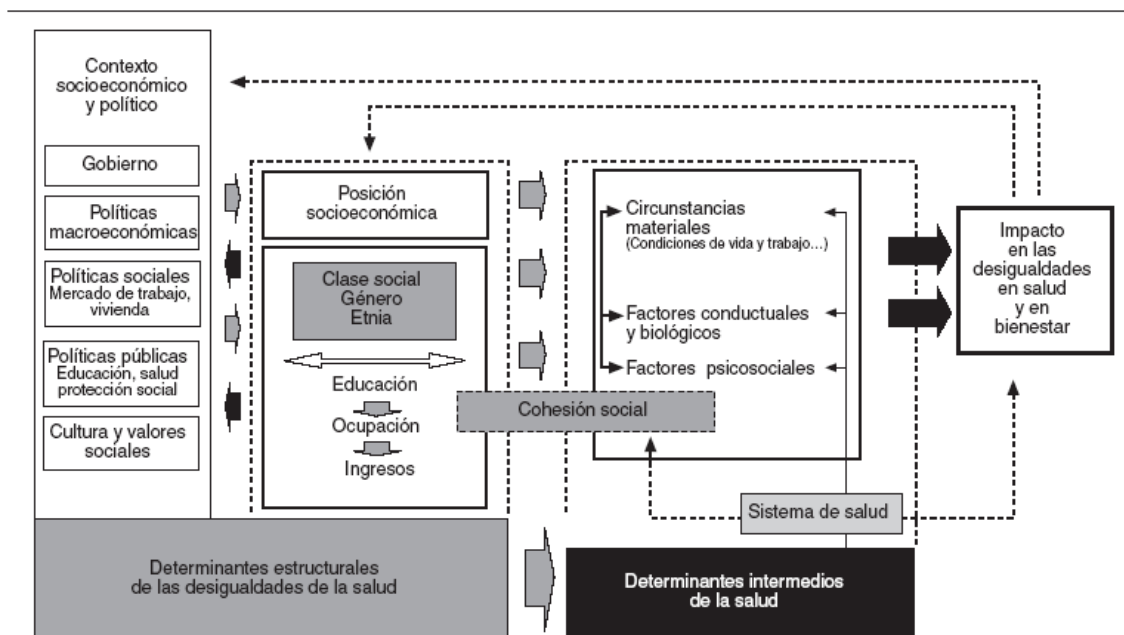 Contexto
socioeconómico
y político
Gobierno
Políticas
macroeconómicas
Políticas sociales
Mercado de trabajo,
vivienda
Políticas públicas
Educación, salud
protección social
Cultura y valores
sociales
Posición
socioeconómica
Clase social
Género
Etnia
Educación
Ocupación
Ingresos
Cohesión social
Circunstancias
materiales
(Condiciones de vida y trabajo...)
Factores conductuales
y biológicos
Factores psicosociales
Sistema de salud
Impacto
en las
desigualdades
en salud
y en
bienestar
Determinantes estructurales
de las desigualdades de la salud
Determinantes intermedios
de la salud